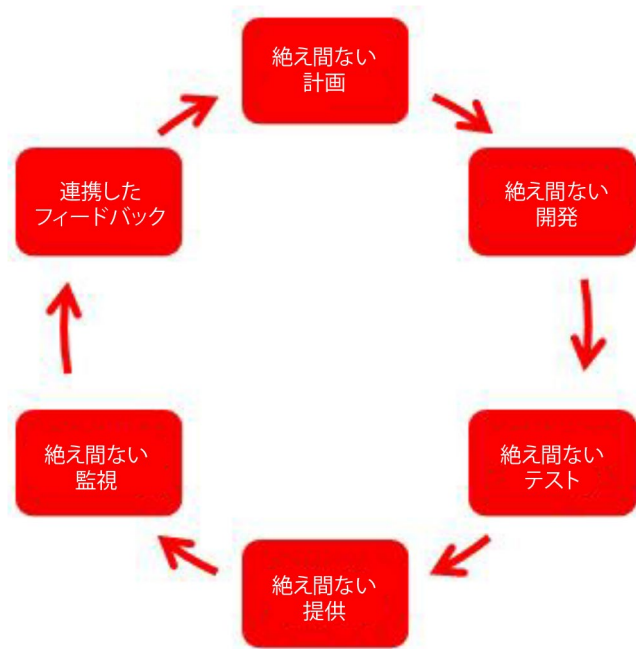 絶え間ない
計画
絶え間ない
開発
絶え間ない
テスト
絶え間ない
提供
絶え間ない
監視
連携した
フィードバック